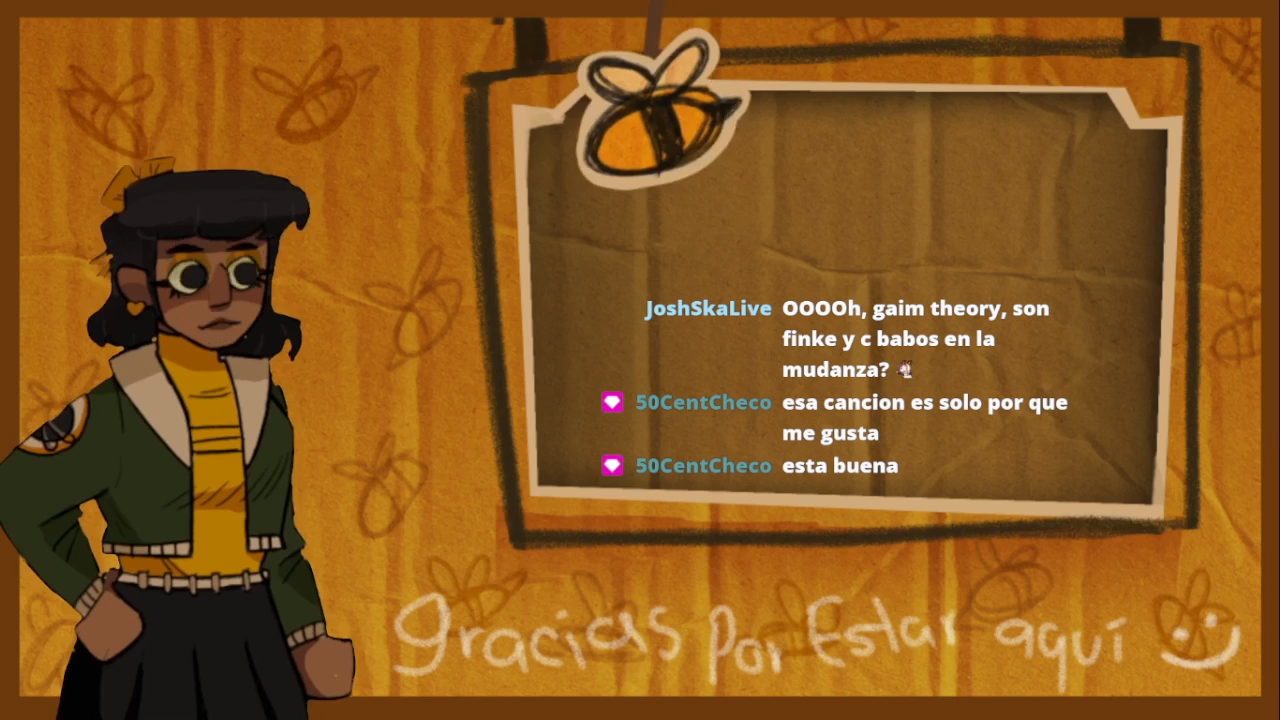 JoshSkaLive OOOOh, gaim theory, son
finke y c babos en la
mudanza?
50CentCheco esa cancion es solo por que
me gusta
50CentCheco esta buena
gracias por Estar aquí